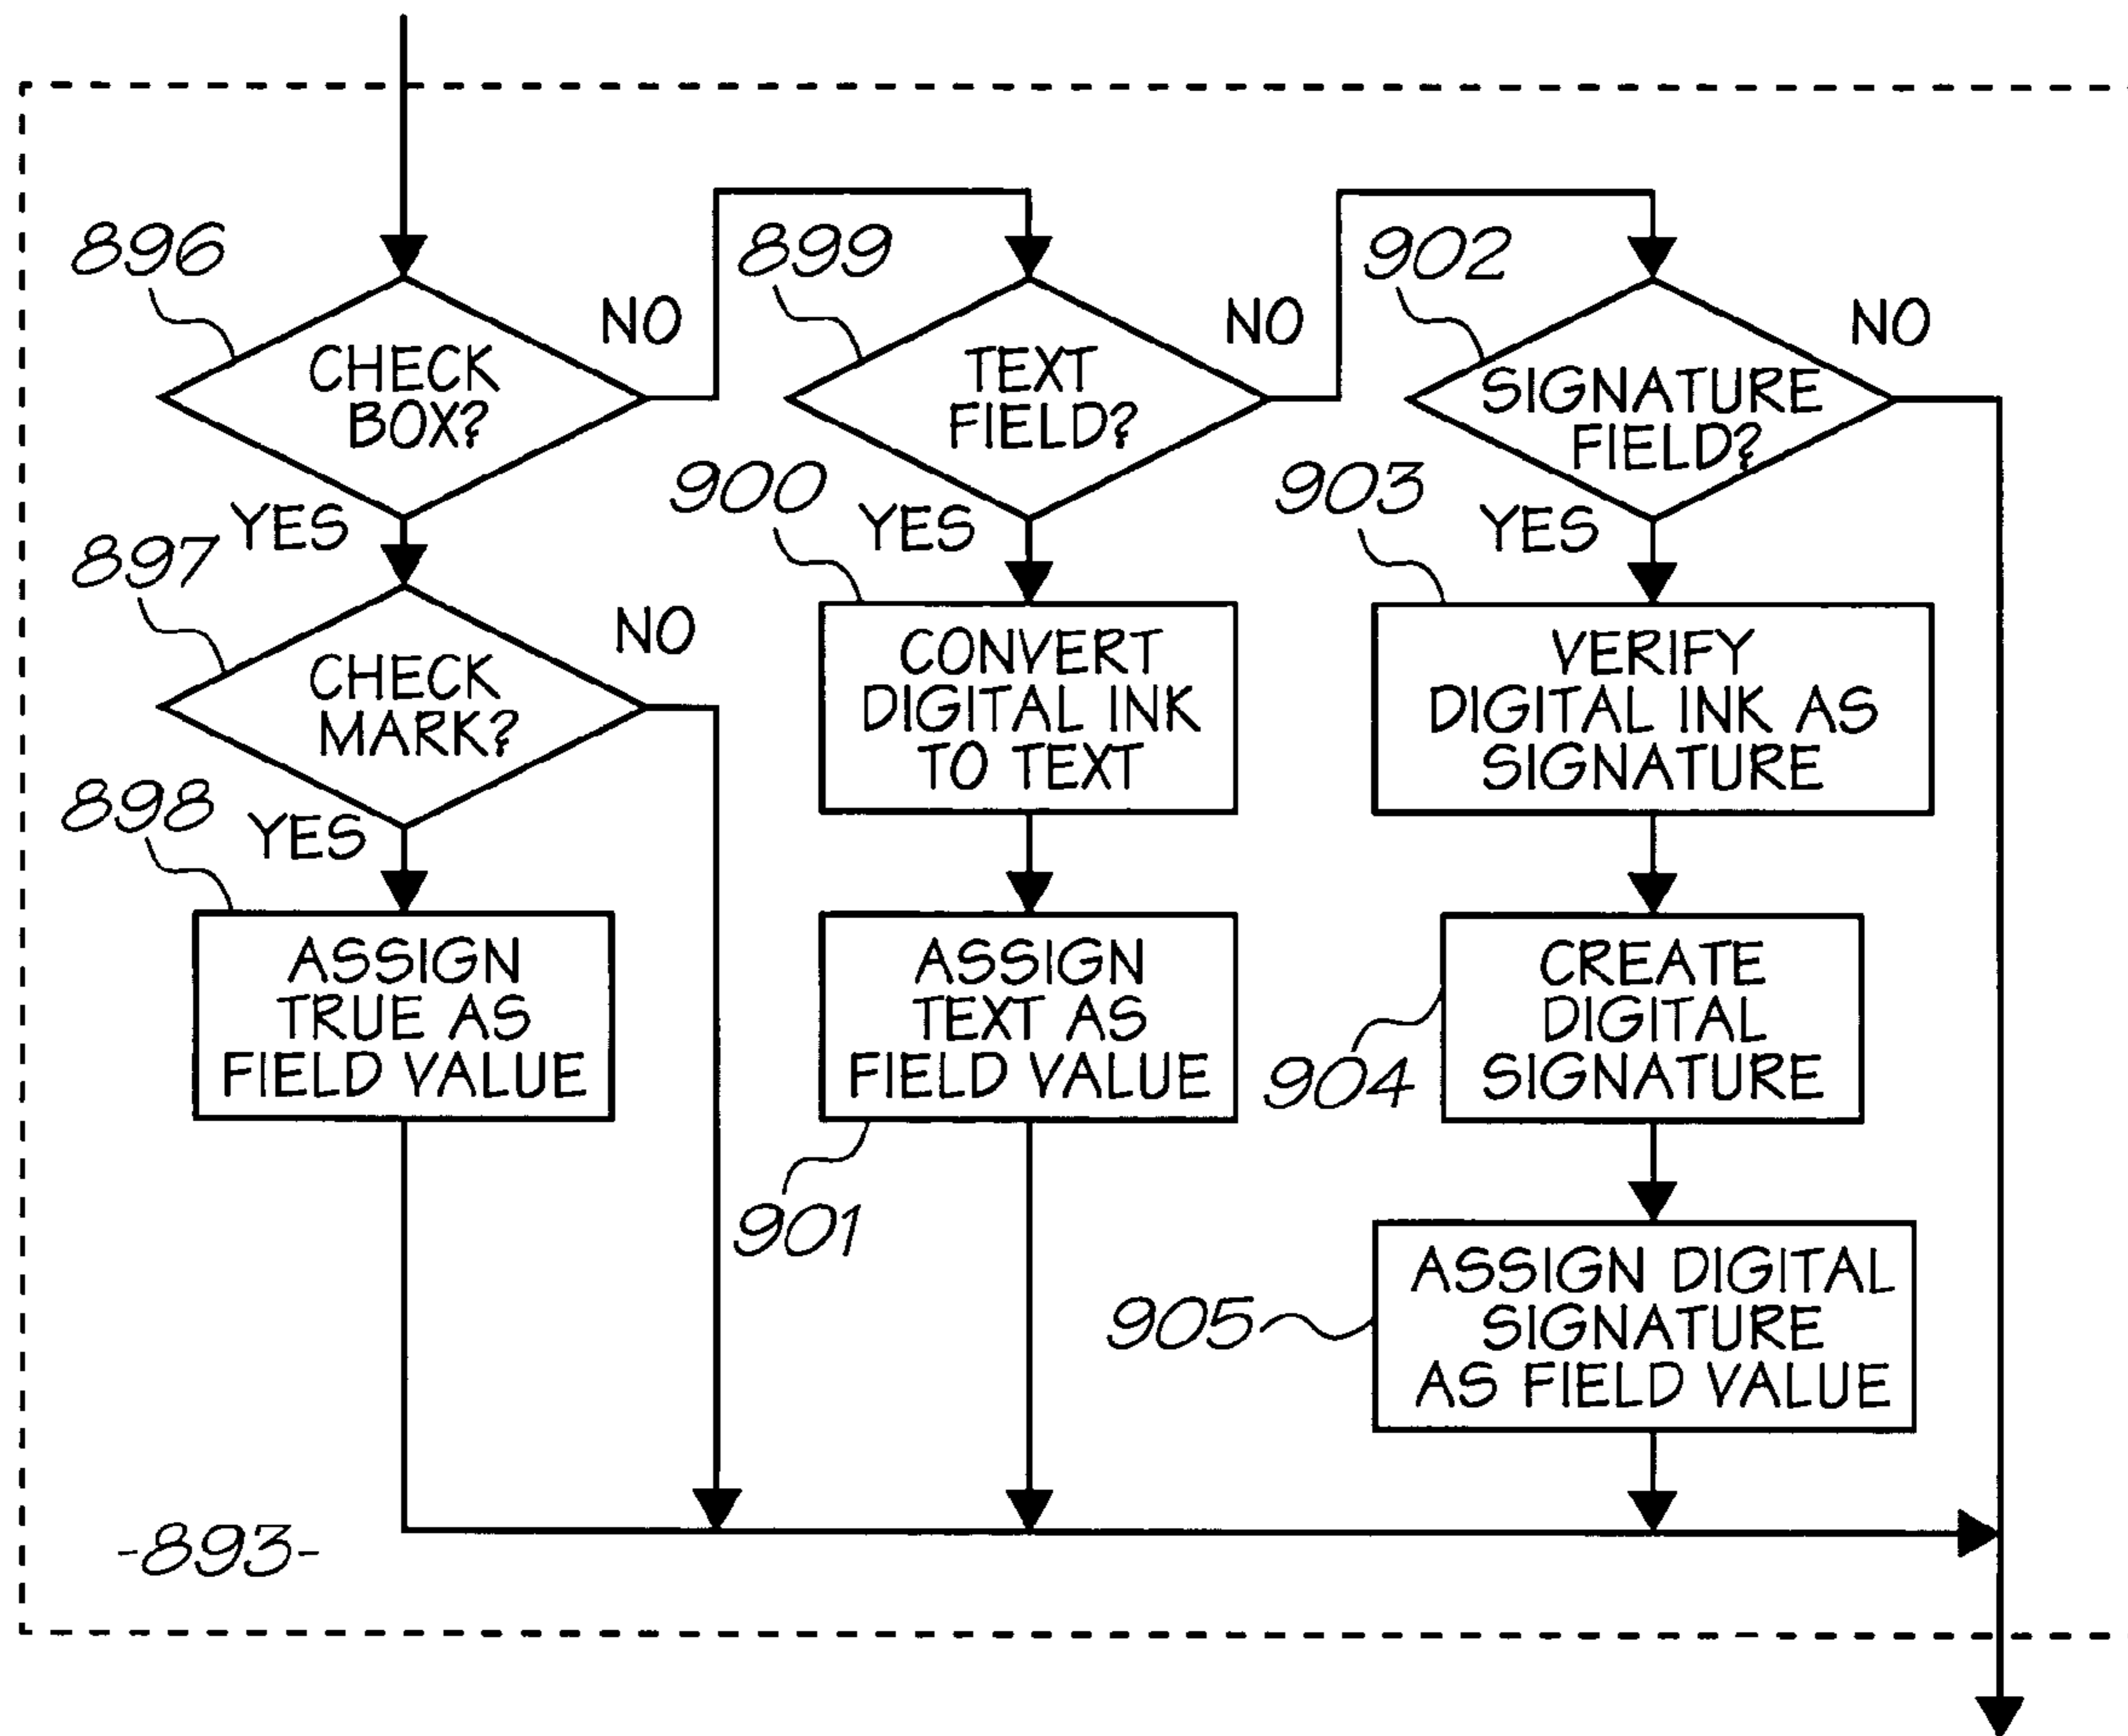 896
NO
899
NO
902
NO
CHECK
BOX?
TEXT
FIELD?
SIGNATURE
FIELD?
YES
900
YES
903
YES
897
NO
CHECK
MARK?
CONVERT
DIGITAL INK
TO TEXT
VERIFY
DIGITAL INK AS
SIGNATURE
898
YES
ASSIGN
TRUE AS
FIELD VALUE
ASSIGN
TEXT AS
FIELD VALUE
901
CREATE
DIGITAL
SIGNATURE
904
905
ASSIGN DIGITAL
SIGNATURE
AS FIELD VALUE
-893-